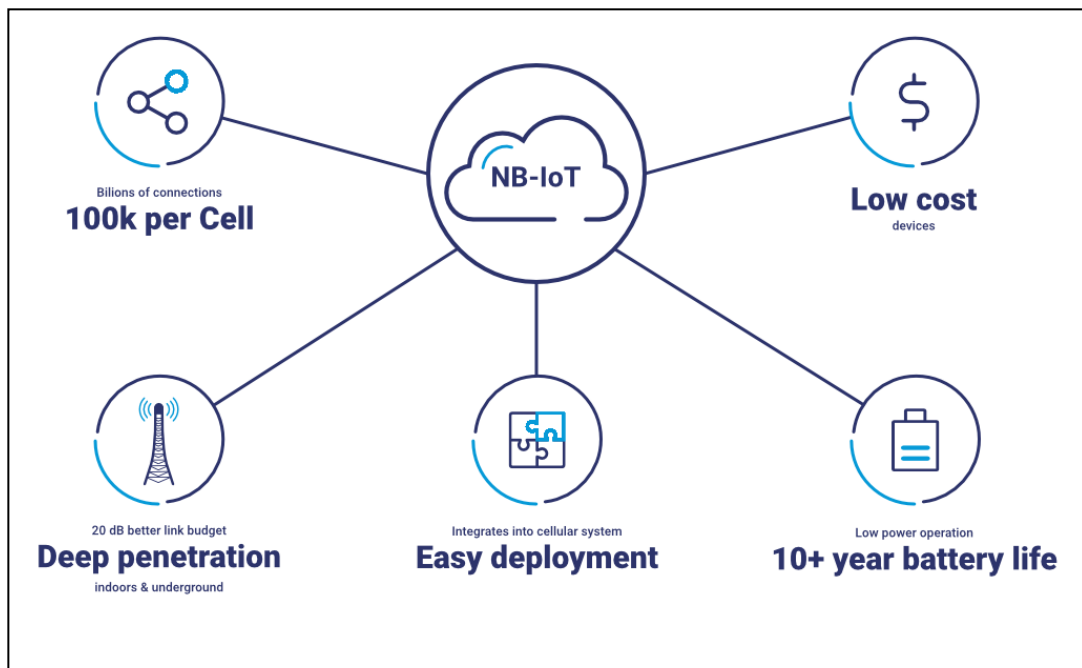 NB-IoT
Bilions of connections
100k per Cell
Low cost
devices
20 dB better link budget
Deep penetration
indoors & underground
Integrates into cellular system
Easy deployment
Low power operation
10+ year battery life